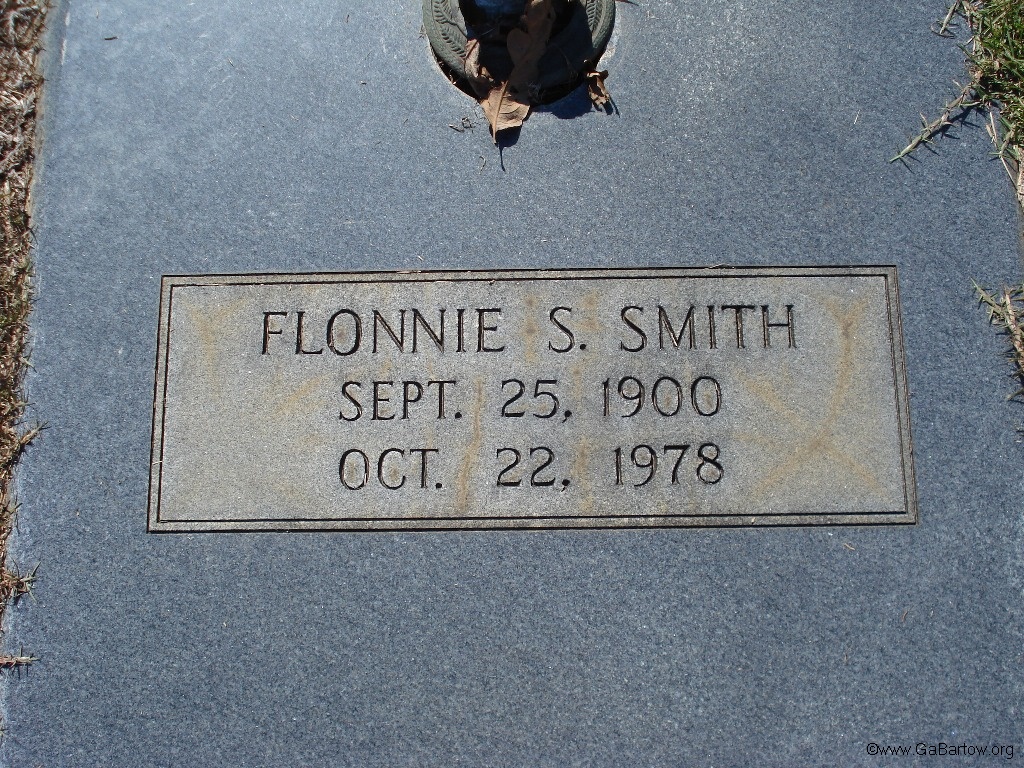 FLONNIE S. SMITH
SEPT. 25, 1900
OCT. 22, 1978
©www.GaBartow.org